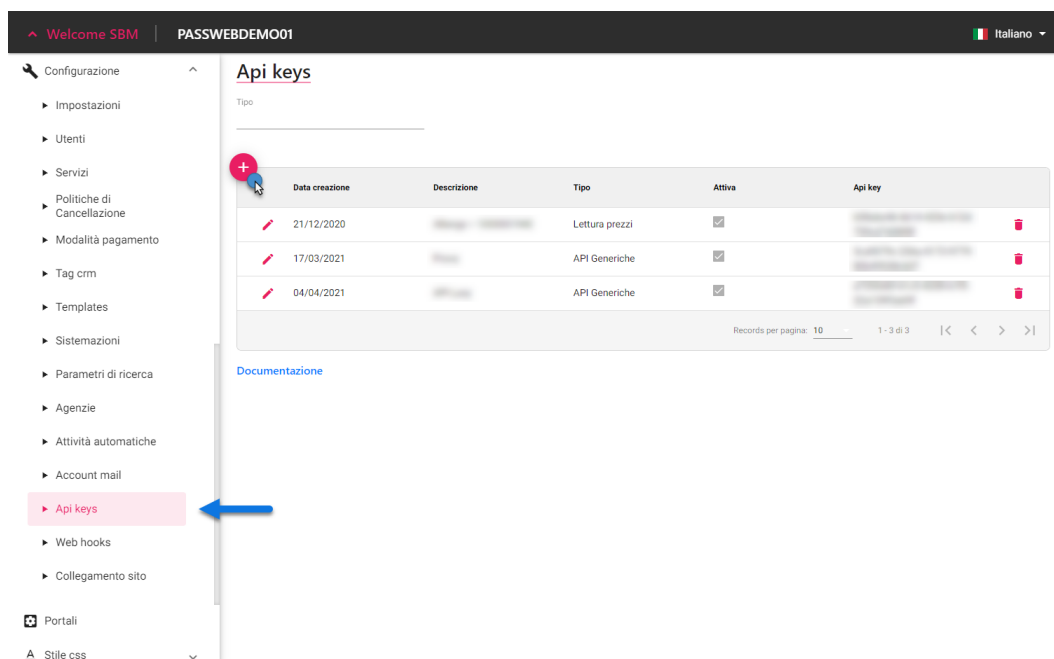 Welcome SBM
PASSWEBDEMO01
Italiano
Configurazione
Impostazioni
Utenti
Servizi
Politiche di
Cancellazione
Modalità pagamento
Tag crm
Templates
Sistemazioni
Parametri di ricerca
Agenzie
Attività automatiche
Account mail
Api keys
Web hooks
Collegamento sito
Portali
A Stile css
Api keys
Tipo
Data creazione Descrizione Tipo Attiva Api key
21/12/2020 Lettura prezzi
17/03/2021 API Generiche
04/04/2021 API Generiche
Records per pagina: 10 1 - 3 di 3
Documentazione